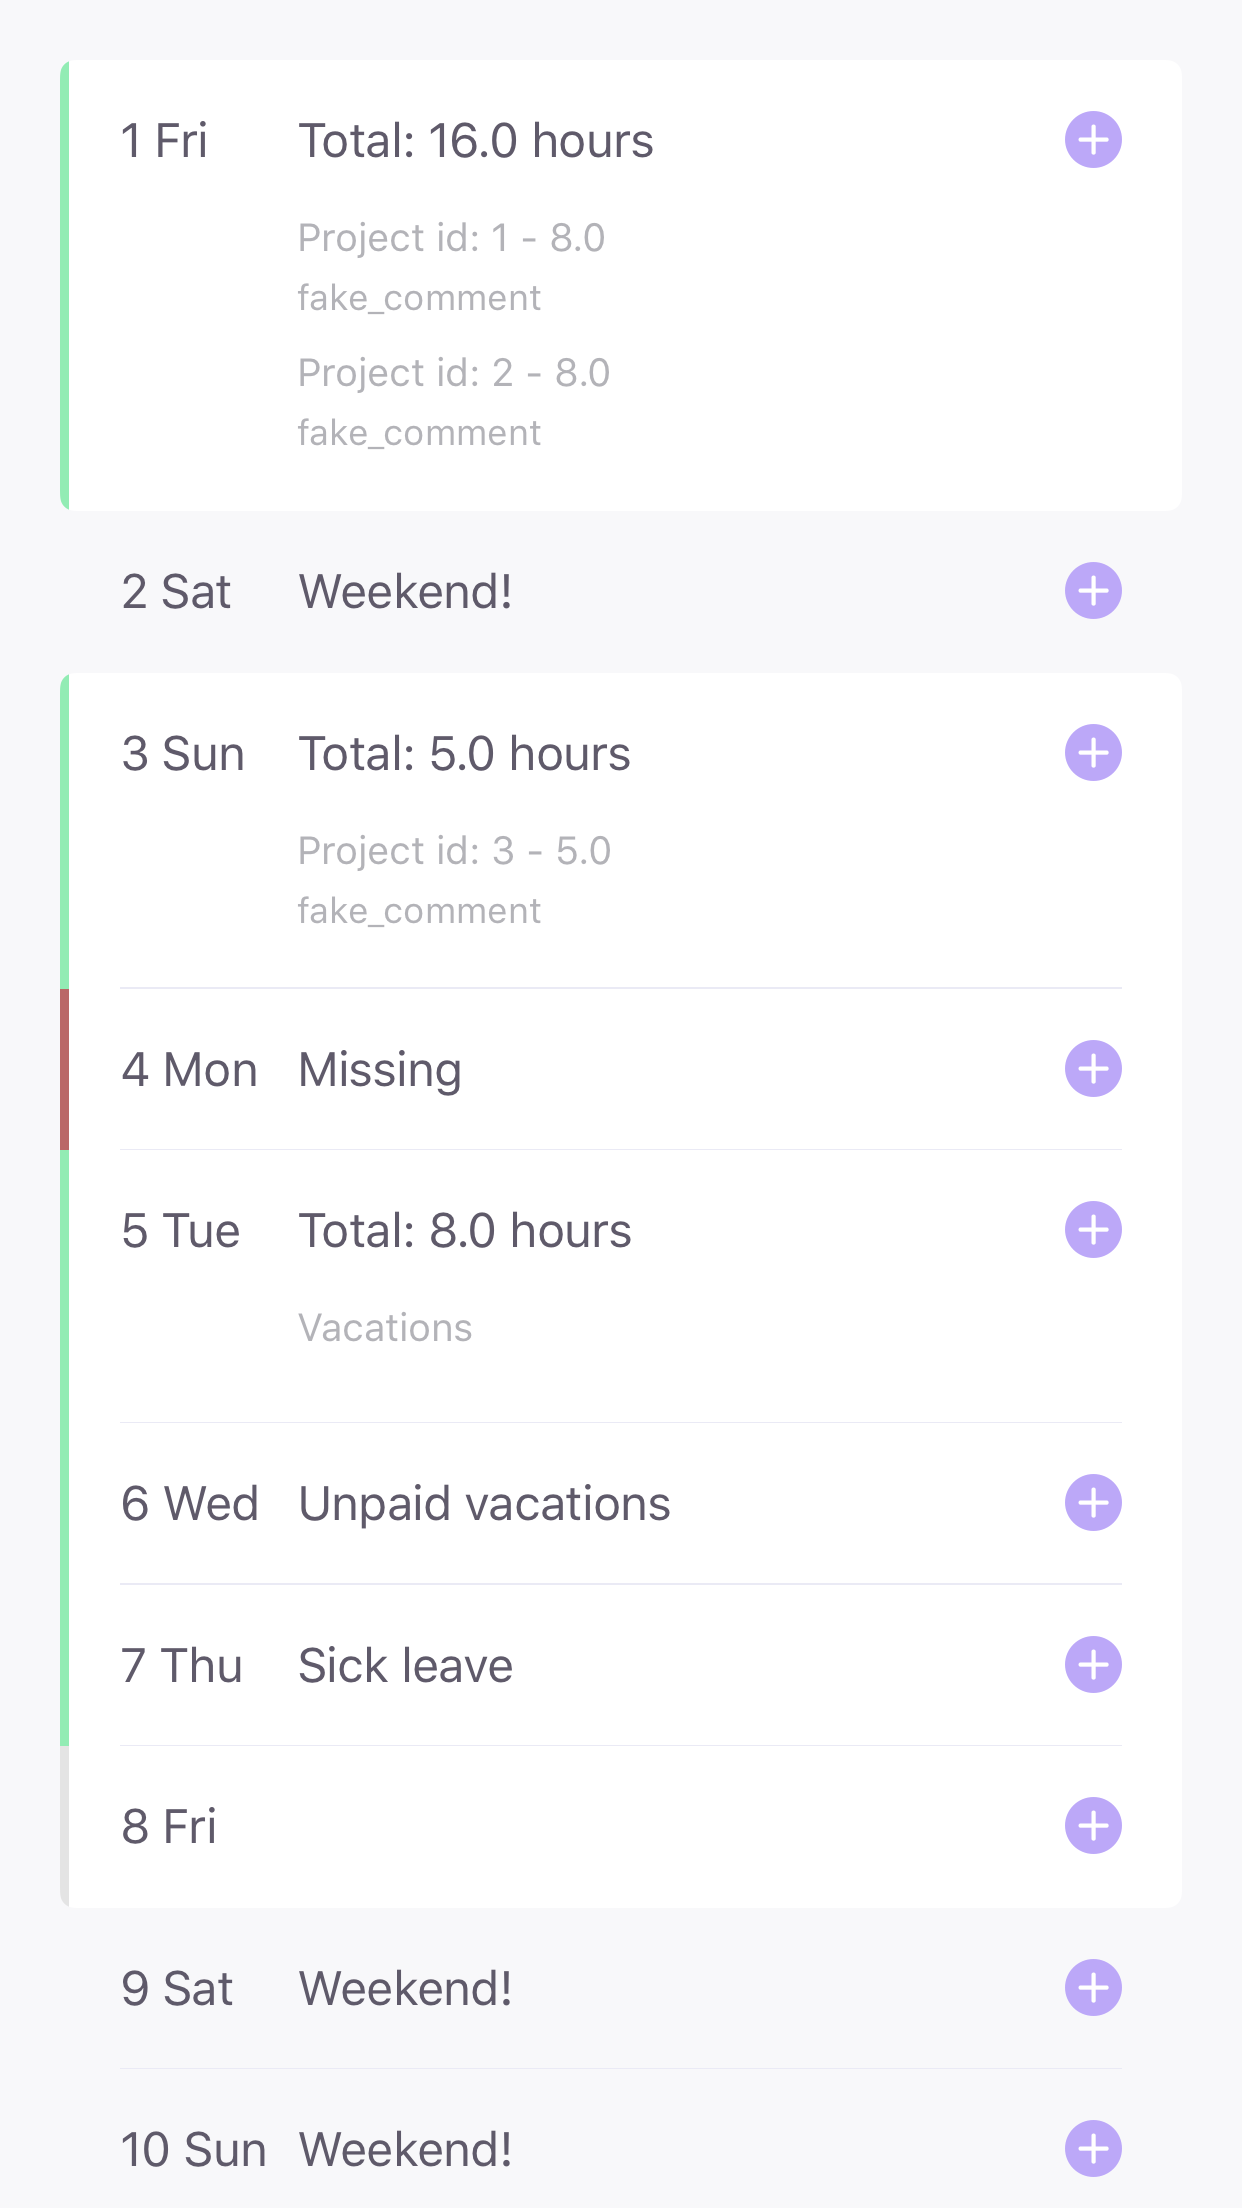 1 Fri Total: 16.0 hours
Project id: 1 - 8.0
fake_comment
Project id: 2 - 8.0
fake_comment
2 Sat Weekend!
3 Sun Total: 5.0 hours
Project id: 3 - 5.0
fake_comment
4 Mon Missing
5 Tue Total: 8.0 hours
Vacations
6 Wed Unpaid vacations
7 Thu Sick leave
8 Fri
9 Sat Weekend!
10 Sun Weekend!